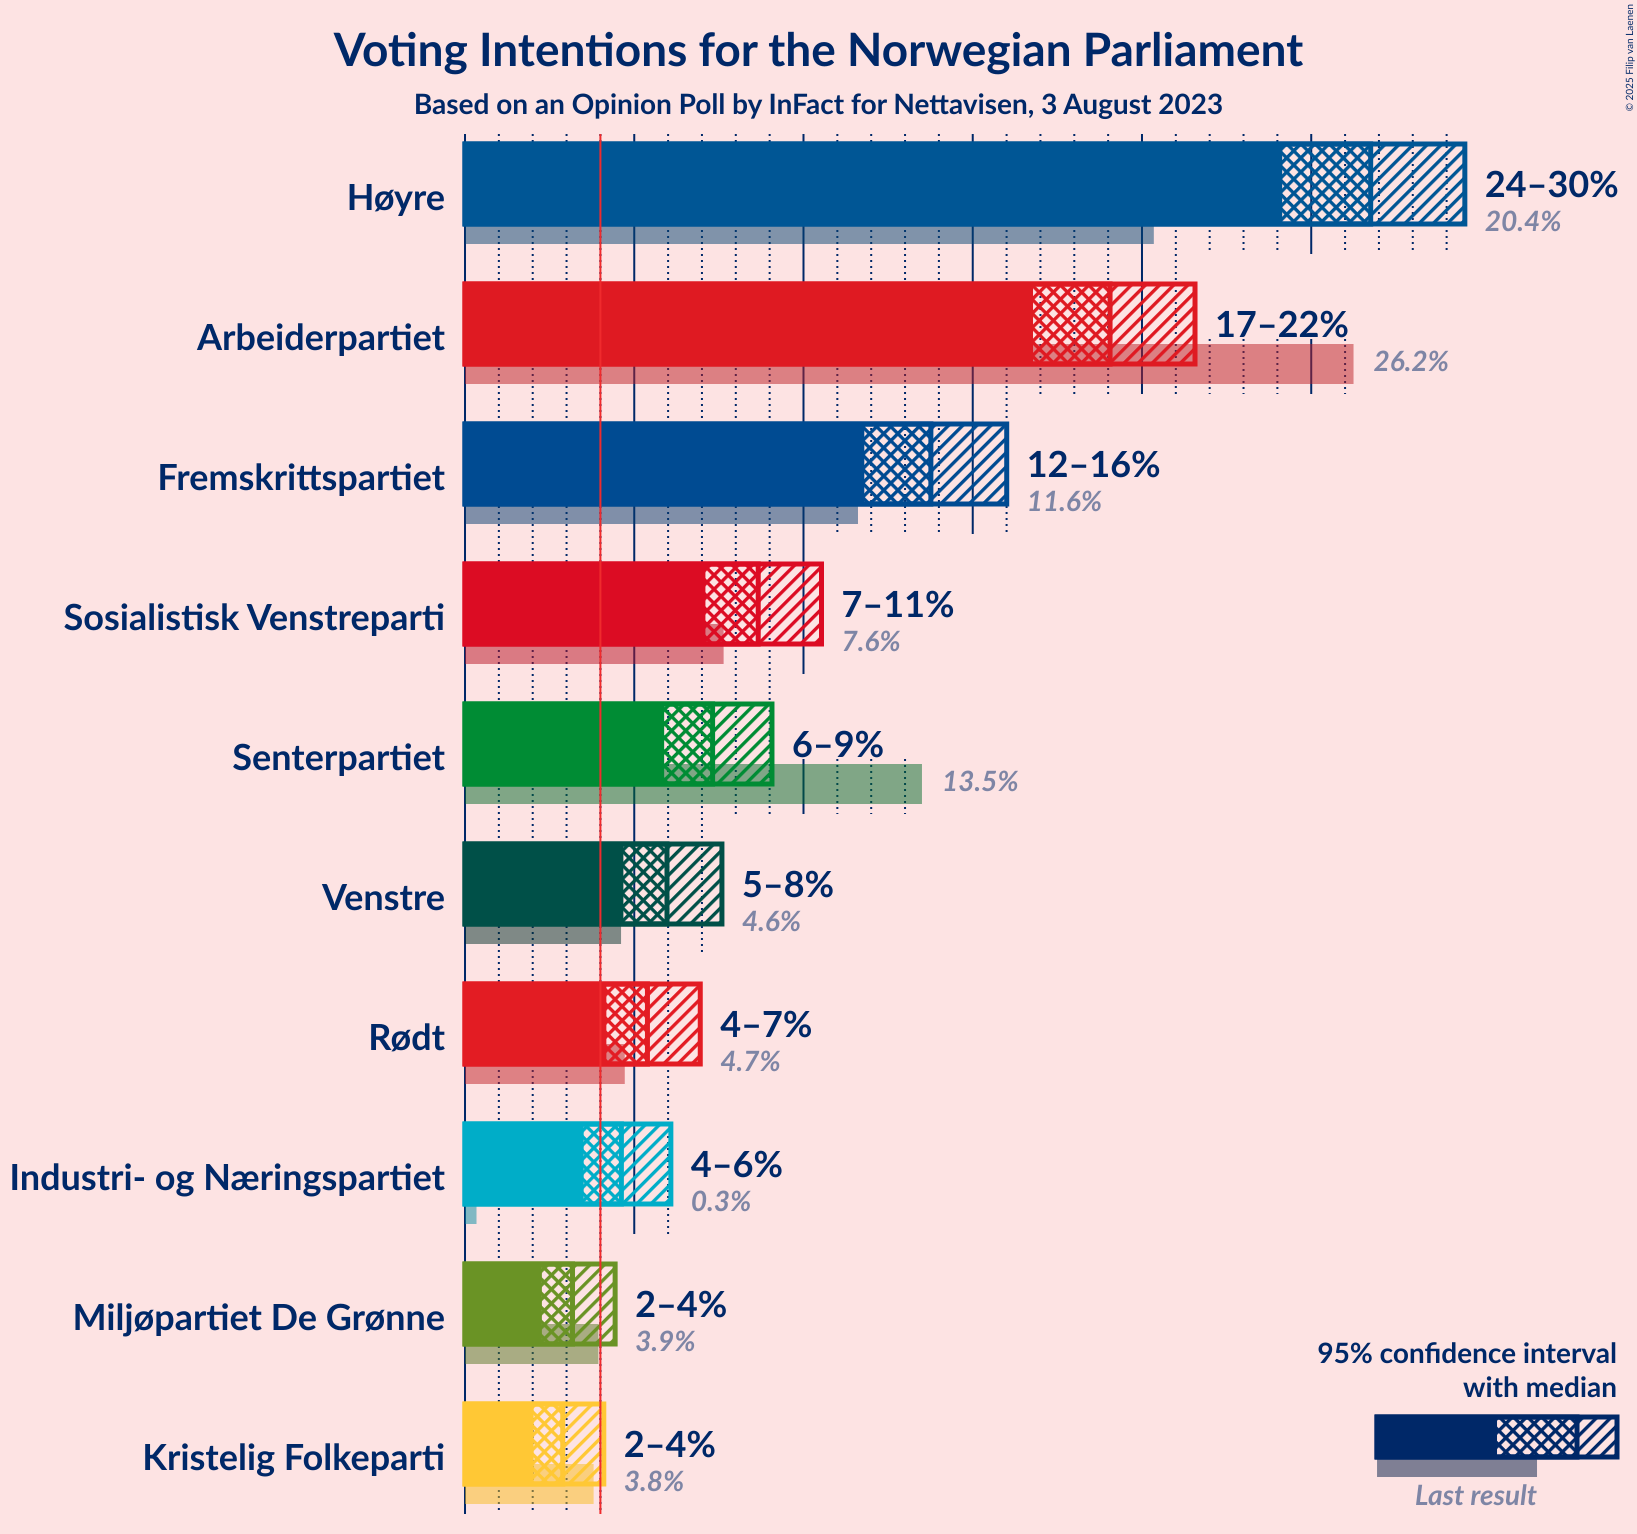 Voting Intentions for the Norwegian Parliament
Based on an Opinion Poll by InFact for Nettavisen, 3 August 2023
© 2025 Filip van Laenen
Høyre
24–30%
20.4%
Arbeiderpartiet
17–22%
26.2%
Fremskrittspartiet
12–16%
11.6%
Sosialistisk Venstreparti
7–11%
7.6%
Senterpartiet
6–9%
13.5%
Venstre
5–8%
4.6%
Rødt
4–7%
4.7%
Industri- og Næringspartiet
4–6%
0.3%
Miljøpartiet De Grønne
2–4%
3.9%
Kristelig Folkeparti
2–4%
3.8%
95% confidence interval
with median
Last result